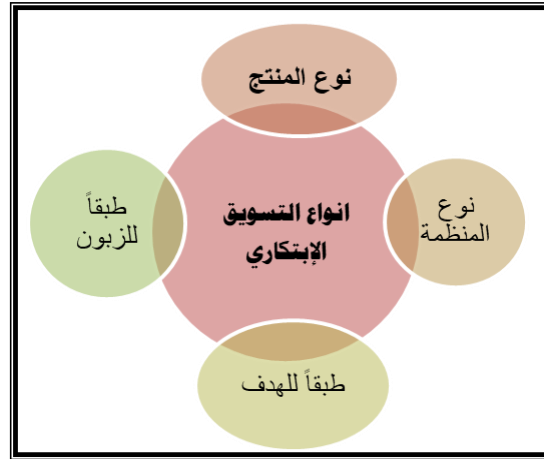 نوع المنتج
انواع التسويق
الإبتكاري
نوع
المنظمة
طبقاً للهدف
طبقاً
للزبون